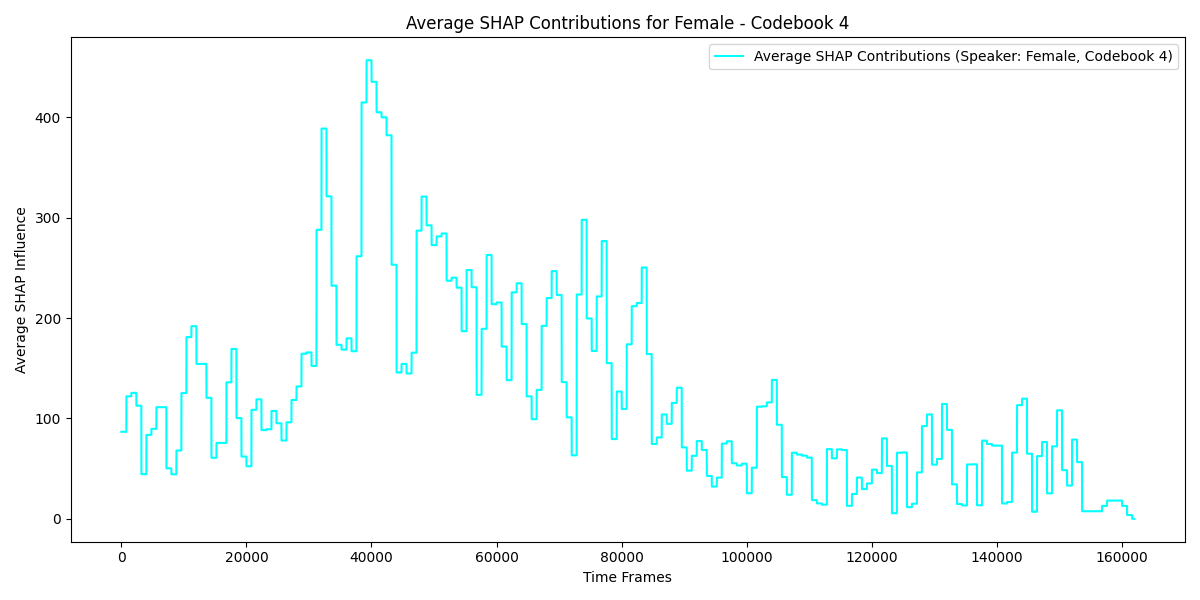 Average SHAP Contributions for Female - Codebook 4
Average SHAP Contributions (Speaker: Female, Codebook 4)
Average SHAP Influence
400
300
200
100
0
0 20000 40000 60000 80000 100000 120000 140000 160000
Time Frames